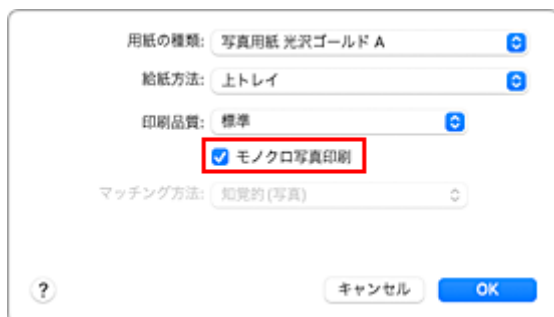 用紙の種類: 写真用紙 光沢ゴールド A
給紙方法: 上トレイ
印刷品質: 標準
モノクロ写真印刷
マッチング方法: 知覚的 (写真)
? キャンセル OK